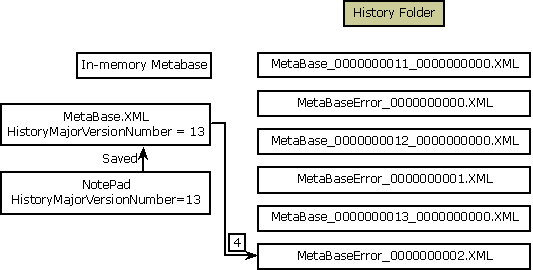 History Folder
In-memory Metabase
MetaBase_0000000011_0000000000.XML
MetaBaseError_0000000000.XML
MetaBase.XML
HistoryMajorVersionNumber = 13
MetaBase_0000000012_0000000000.XML
Saved
MetaBaseError_0000000001.XML
NotePad
HistoryMajorVersionNumber=13
MetaBase_0000000013_0000000000.XML
4
MetaBaseError_0000000002.XML